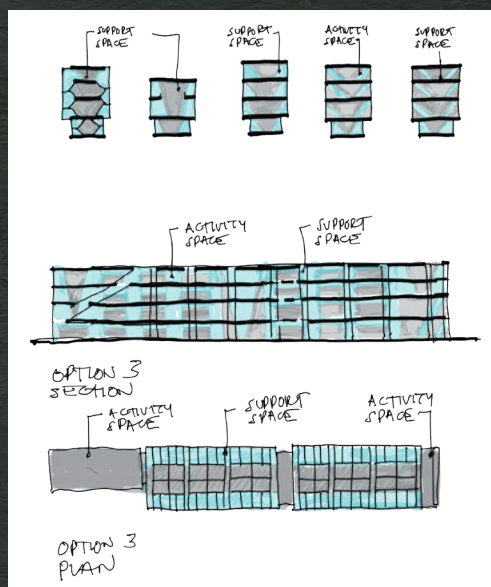 SUPPORT
SPACE
SUPPORT
SPACE
ACTIVITY
SPACE
SUPPORT
SPACE
ACTIVITY
SPACE
SUPPORT
SPACE
OPTION 3
SECTION
ACTIVITY
SPACE
SUPPORT
SPACE
ACTIVITY
SPACE
OPTION 3
PLAN